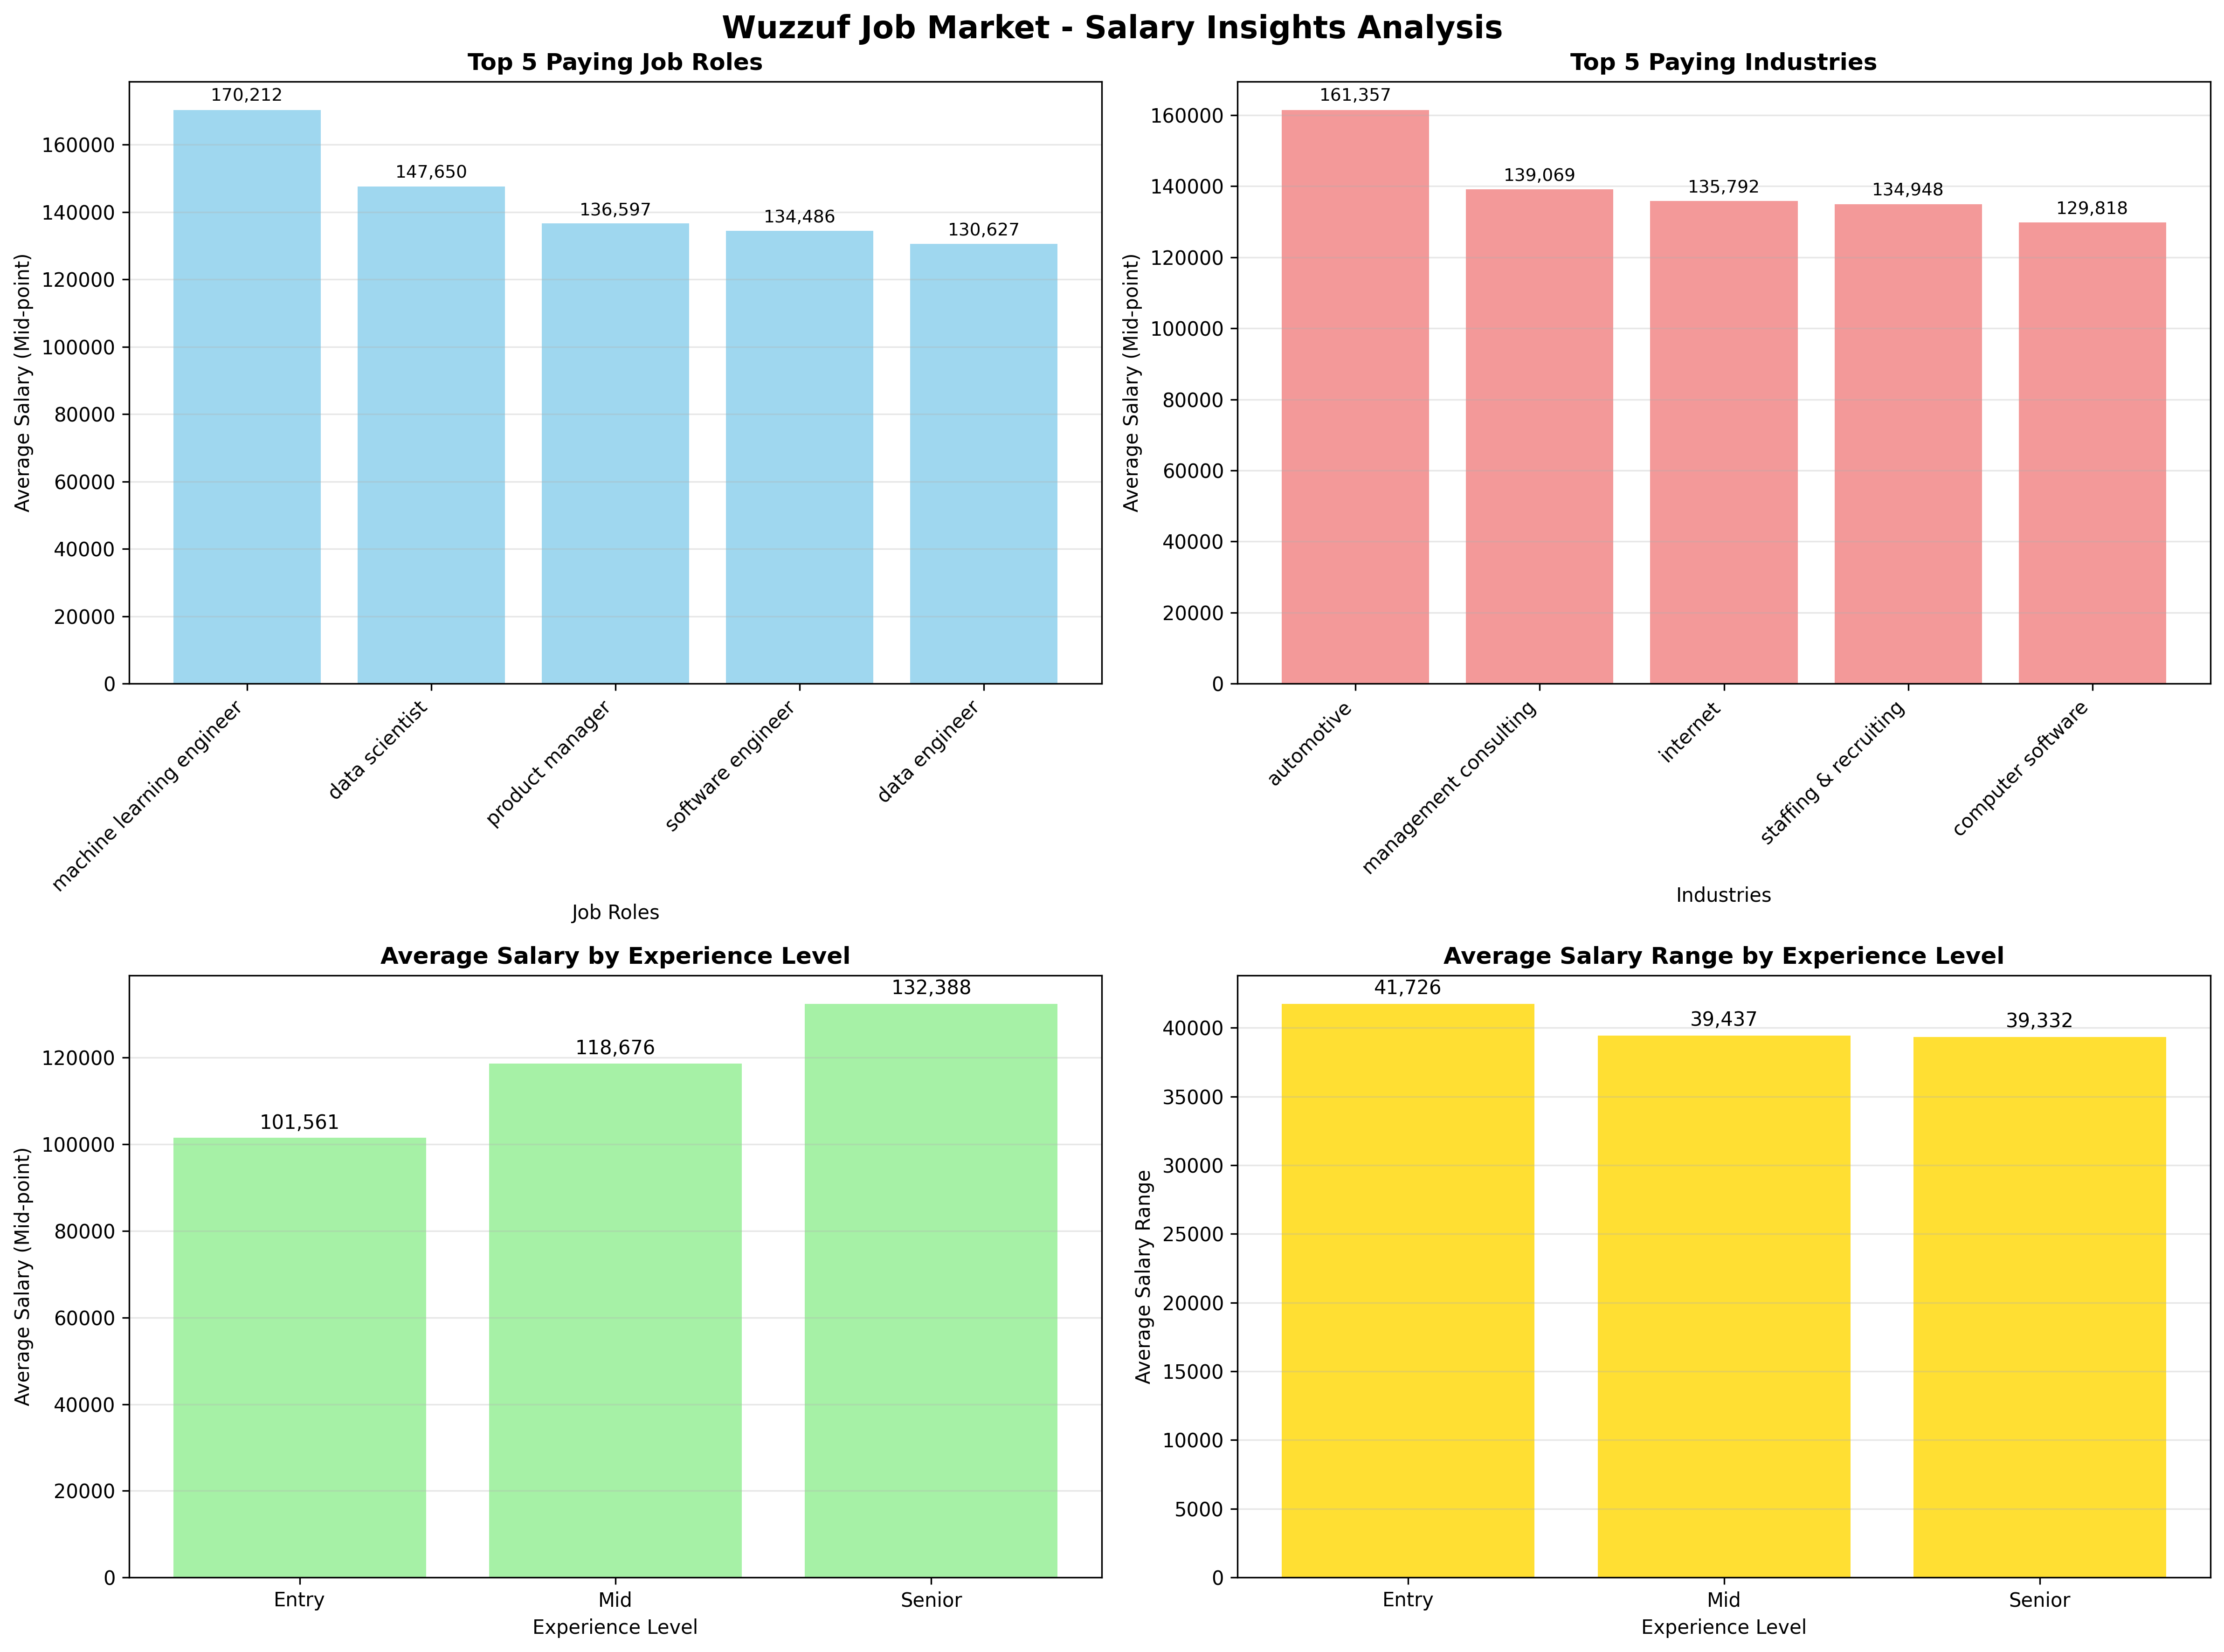 Wuzzuf Job Market - Salary Insights Analysis
Top 5 Paying Job Roles
170,212
147,650
136,597
134,486
130,627
160000
140000
120000
100000
80000
60000
40000
20000
0
Average Salary (Mid-point)
machine learning engineer
data scientist
product manager
software engineer
data engineer
Job Roles
Top 5 Paying Industries
161,357
139,069
135,792
134,948
129,818
160000
140000
120000
100000
80000
60000
40000
20000
0
Average Salary (Mid-point)
automotive
management consulting
internet
staffing & recruiting
computer software
Industries
Average Salary by Experience Level
101,561
118,676
132,388
120000
100000
80000
60000
40000
20000
0
Average Salary (Mid-point)
Entry
Mid
Senior
Experience Level
Average Salary Range by Experience Level
41,726
39,437
39,332
40000
35000
30000
25000
20000
15000
10000
5000
0
Average Salary Range
Entry
Mid
Senior
Experience Level